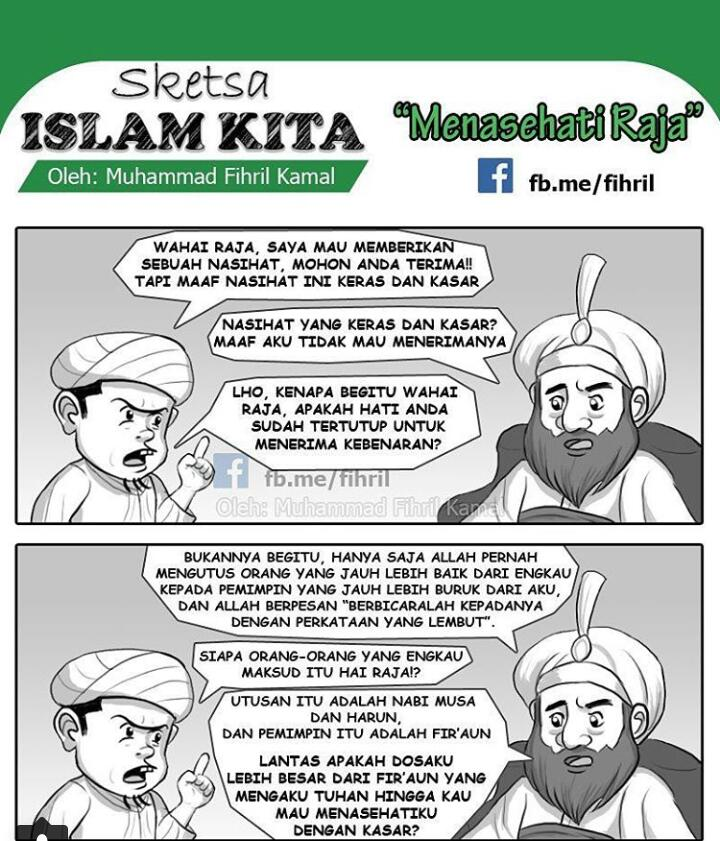 Sketsa
ISLAM KITA
Oleh: Muhammad Fihril Kamal
"Menasehati Raja"
fb.me/fihril
WAHAI RAJA, SAYA MAU MEMBERIKAN
SEBUAH NASIHAT, MOHON ANDA TERIMA!!
TAPI MAAF NASIHAT INI KERAS DAN KASAR
NASIHAT YANG KERAS DAN KASAR?
MAAF AKU TIDAK MAU MENERIMANYA
LHO, KENAPA BEGITU WAHAI
RAJA, APAKAH HATI ANDA
SUDAH TERTUTUP UNTUK
MENERIMA KEBENARAN?
fb.me/fihril
Oleh: Muhammad Fihril Kamal
BUKANNYA BEGITU, HANYA SAJA ALLAH PERNAH
MENGUTUS ORANG YANG JAUH LEBIH BAIK DARI ENGKAU
KEPADA PEMIMPIN YANG JAUH LEBIH BURUK DARI AKU,
DAN ALLAH BERPESAN "BERBICARALAH KEPADANYA
DENGAN PERKATAAN YANG LEMBUT".
SIAPA ORANG-ORANG YANG ENGKAU
MAKSUD ITU HAI RAJA!?
UTUSAN ITU ADALAH NABI MUSA
DAN HARUN,
DAN PEMIMPIN ITU ADALAH FIR'AUN
LANTAS APAKAH DOSAKU
LEBIH BESAR DARI FIR'AUN YANG
MENGAKU TUHAN HINGGA KAU
MAU MENASEHATIKU
DENGAN KASAR?